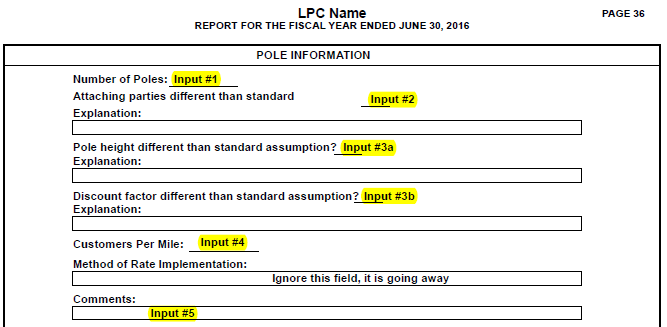 LPC Name
PAGE 36
REPORT FOR THE FISCAL YEAR ENDED JUNE 30, 2016
POLE INFORMATION
Number of Poles: Input #1
Attaching parties different than standard Input #2
Explanation:
Pole height different than standard assumption? Input #3a
Explanation:
Discount factor different than standard assumption? Input #3b
Explanation:
Customers Per Mile: Input #4
Method of Rate Implementation:
Ignore this field, it is going away
Comments:
Input #5